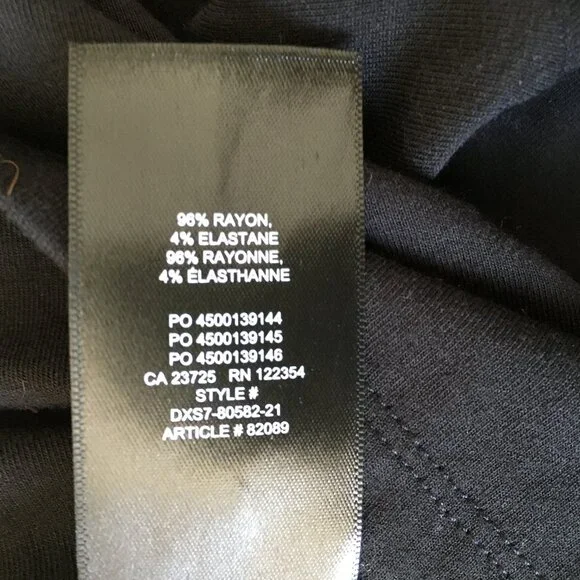 96% RAYON,
4% ELASTANE
96% RAYONNE,
4% ÉLASTHANNE
PO 4500139144
PO 4500139145
PO 4500139146
CA 23725 RN 122354
STYLE #
DXS7-80582-21
ARTICLE # 82089